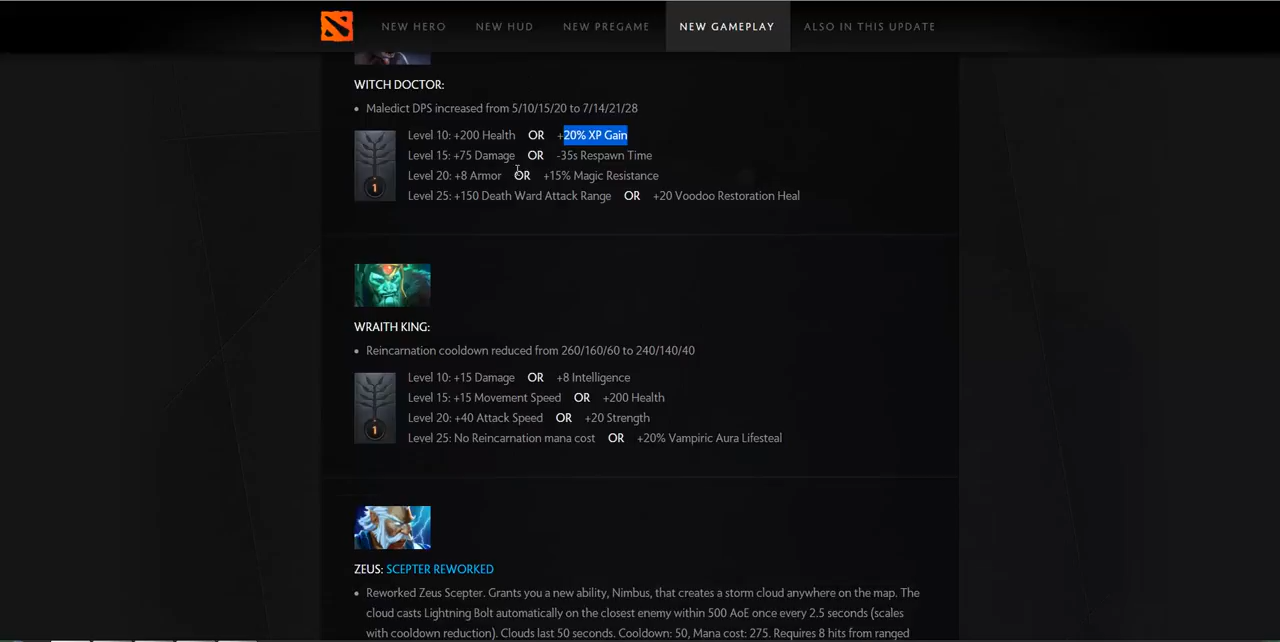 NEW HERO NEW HUD NEW PREGAME NEW GAMEPLAY ALSO IN THIS UPDATE
WITCH DOCTOR:
• Maledict DPS increased from 5/10/15/20 to 7/14/21/28
Level 10: +200 Health OR +20% XP Gain
Level 15: +75 Damage OR -35s Respawn Time
Level 20: +8 Armor OR +15% Magic Resistance
Level 25: +150 Death Ward Attack Range OR +20 Voodoo Restoration Heal
1
WRAITH KING:
• Reincarnation cooldown reduced from 260/160/60 to 240/140/40
Level 10: +15 Damage OR +8 Intelligence
Level 15: +15 Movement Speed OR +200 Health
Level 20: +40 Attack Speed OR +20 Strength
Level 25: No Reincarnation mana cost OR +20% Vampiric Aura Lifesteal
1
ZEUS: SCEPTER REWORKED
• Reworked Zeus Scepter. Grants you a new ability, Nimbus, that creates a storm cloud anywhere on the map. The
cloud casts Lightning Bolt automatically on the closest enemy within 500 AoE once every 2.5 seconds (scales
with cooldown reduction). Clouds last 50 seconds. Cooldown: 50, Mana cost: 275. Requires 8 hits from ranged